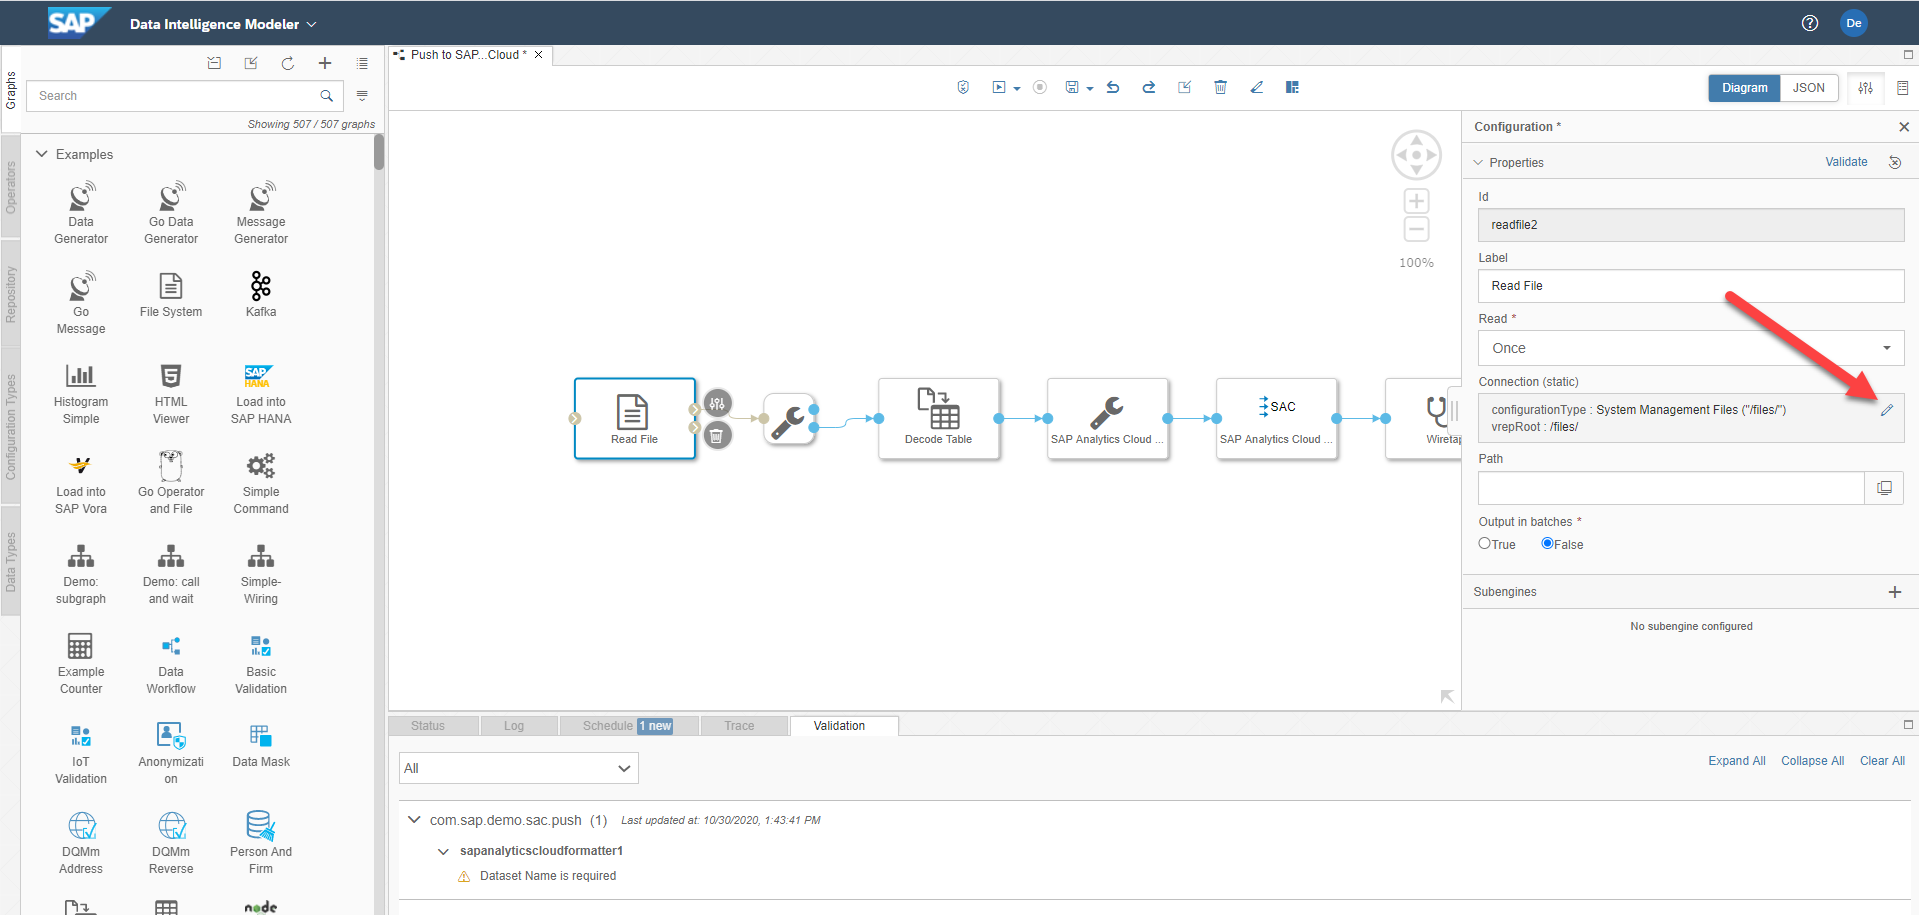 SAP Data Intelligence Modeler
De
Graphs
Operators
Repository
Configuration Types
Data Types
Search
Showing 507 / 507 graphs
Examples
Data Generator
Go Data Generator
Message Generator
Go Message
File System
Kafka
Histogram Simple
HTML Viewer
SAP HANA
Load into SAP HANA
Load into SAP Vora
Go Operator and File
Simple Command
Demo: subgraph
Demo: call and wait
Simple-Wiring
Example Counter
Data Workflow
Basic Validation
IoT Validation
Anonymizati
on
Data Mask
DQMm Address
DQMm Reverse
Person And Firm
node
Push to SAP...Cloud *
Diagram
JSON
100%
Read File
Decode Table
SAP Analytics Cloud ...
SAC
SAP Analytics Cloud ...
Wiretap
Configuration *
Properties
Validate
Id
readfile2
Label
Read File
Read *
Once
Connection (static)
configurationType : System Management Files ("/files/")
vrepRoot : /files/
Path
Output in batches *
True
False
Subengines
No subengine configured
Status
Log
Schedule 1 new
Trace
Validation
All
Expand All
Collapse All
Clear All
com.sap.demo.sac.push (1) Last updated at: 10/30/2020, 1:43:41 PM
sapanalyticscloudformatter1
Dataset Name is required